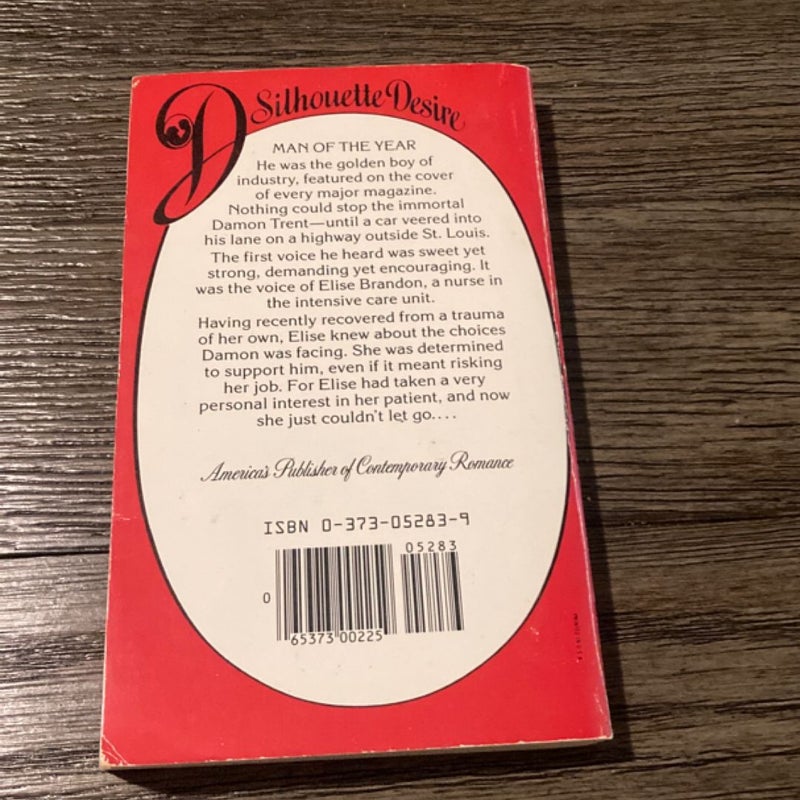 D Silhouette Desire
MAN OF THE YEAR
He was the golden boy of
industry, featured on the cover
of every major magazine.
Nothing could stop the immortal
Damon Trent—until a car veered into
his lane on a highway outside St. Louis.
The first voice he heard was sweet yet
strong, demanding yet encouraging. It
was the voice of Elise Brandon, a nurse in
the intensive care unit.
Having recently recovered from a trauma
of her own, Elise knew about the choices
Damon was facing. She was determined
to support him, even if it meant risking
her job. For Elise had taken a very
personal interest in her patient, and now
she just couldn't let go....
America's Publisher of Contemporary Romance
ISBN 0-373-05283-9
05283
0
65373 00225
PRINTED IN U.S.A.